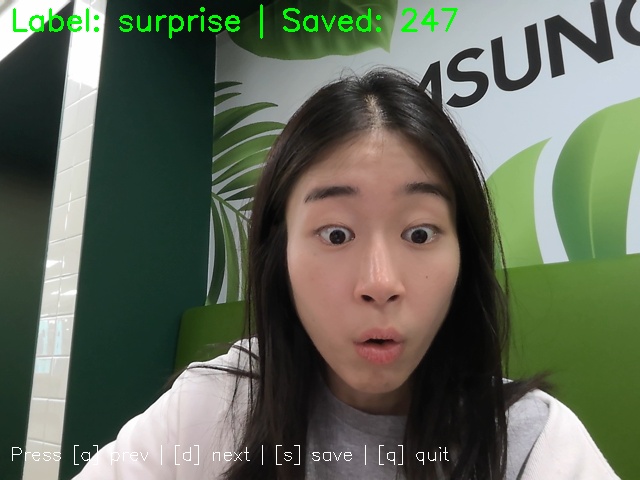 Label: surprise | Saved: 247
MSUNG
Press [a] prev | [d] next | [s] save | [q] quit